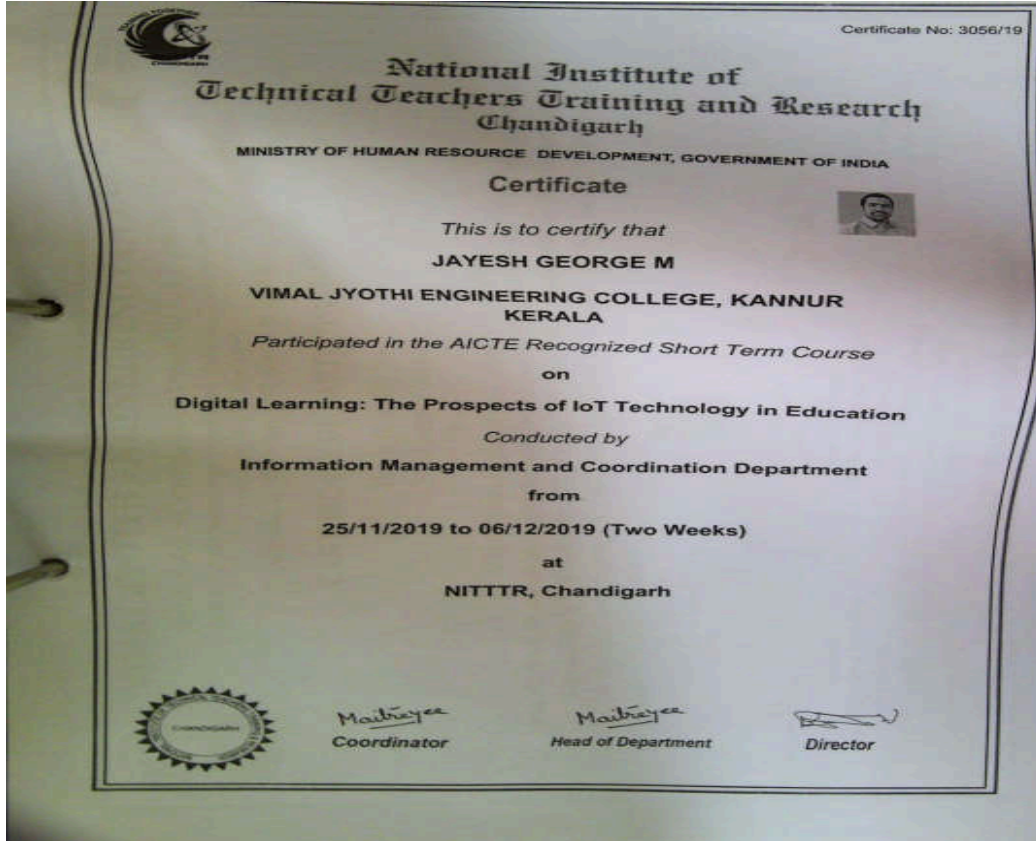 Certificate No: 3056/19
CHANDIGARH
National Institute of
Technical Teachers Training and Research
Chandigarh
MINISTRY OF HUMAN RESOURCE DEVELOPMENT, GOVERNMENT OF INDIA
Certificate
This is to certify that
JAYESH GEORGE M
VIMAL JYOTHI ENGINEERING COLLEGE, KANNUR
KERALA
Participated in the AICTE Recognized Short Term Course
on
Digital Learning: The Prospects of IoT Technology in Education
Conducted by
Information Management and Coordination Department
from
25/11/2019 to 06/12/2019 (Two Weeks)
at
NITTTR, Chandigarh
CHANDIGARH
Maitreyee
Coordinator
Maitreyee
Head of Department
Director